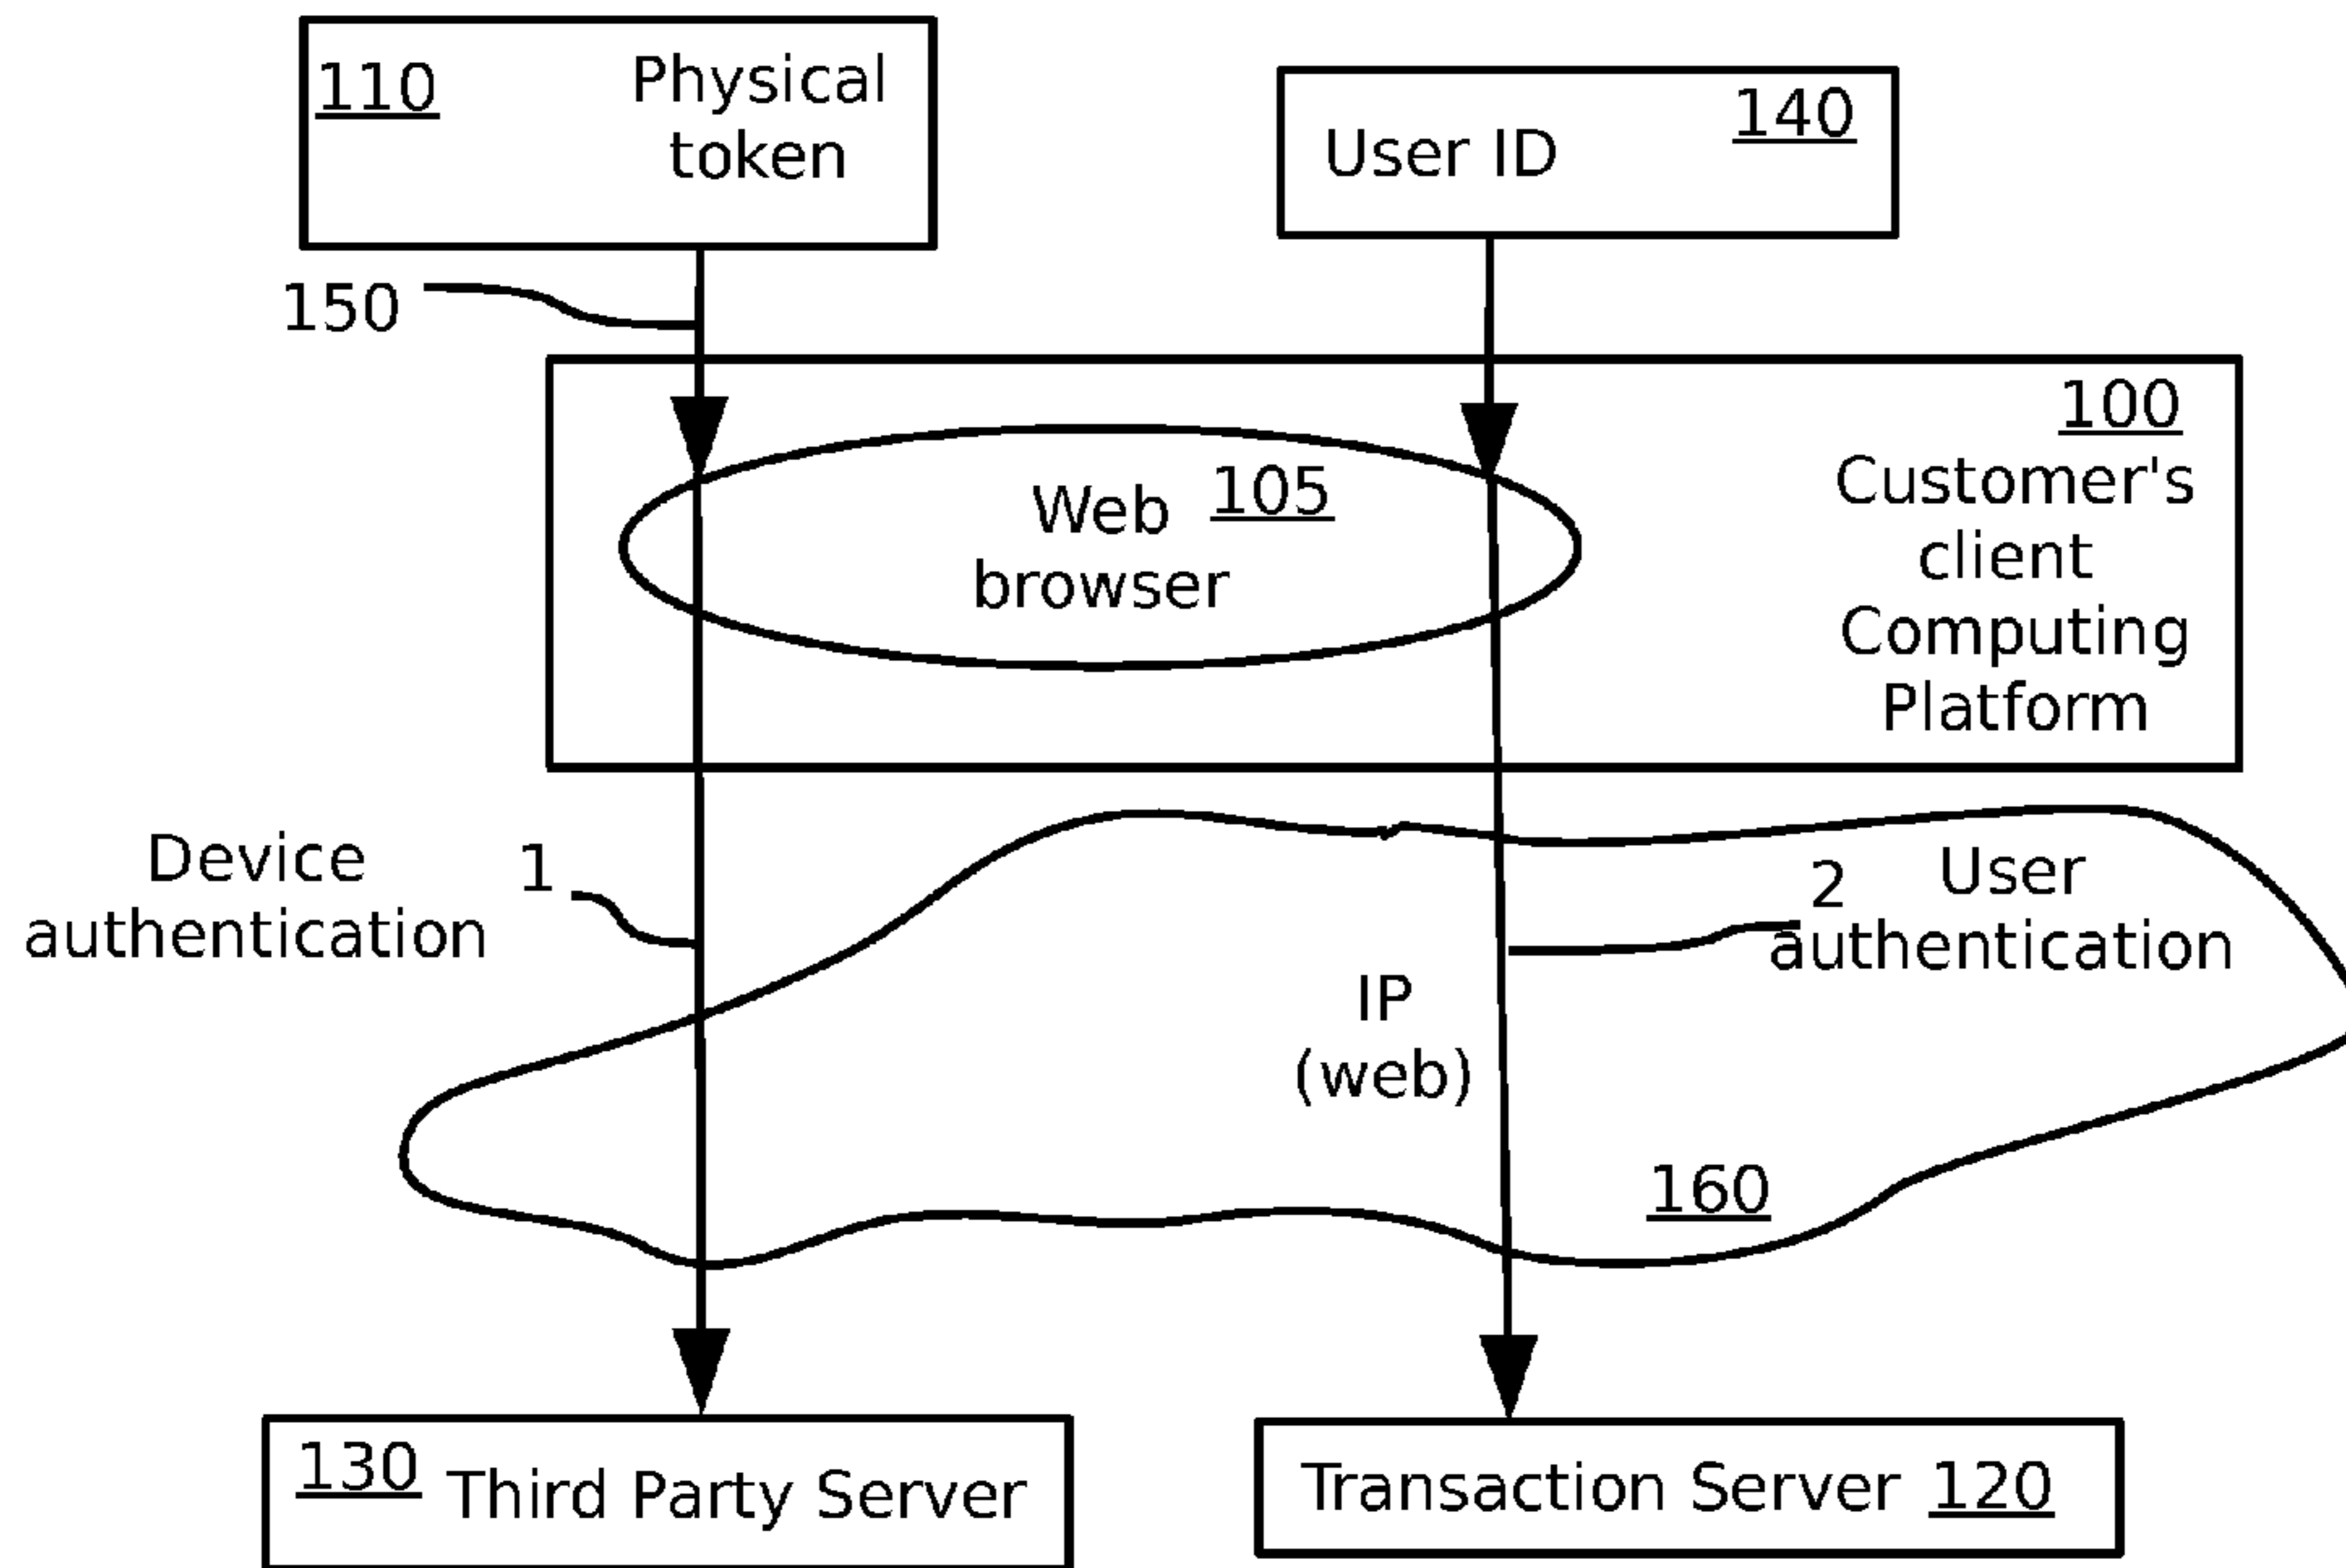 110 Physical
token
140
User ID
150
100
Customer's
client
Computing
Platform
Web 105
browser
Device
authentication
1
2 User
authentication
IP
(web)
160
130 Third Party Server
Transaction Server 120